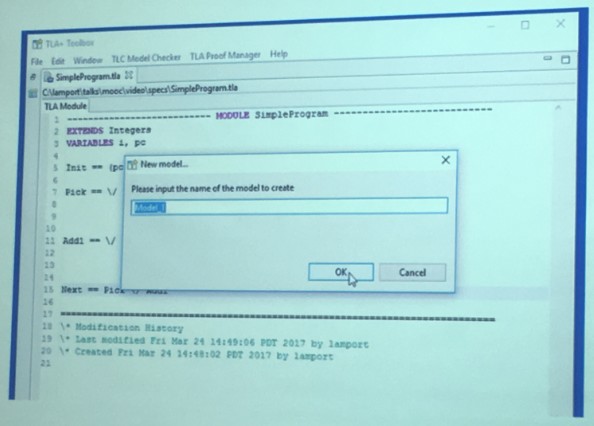 TLA+ Toolbox
File Edit Window TLC Model Checker TLA Proof Manager Help
SimpleProgram.tla
C:\lamport\talks\mooc\video\specs\SimpleProgram.tla
TLA Module
1 -------------------------- MODULE SimpleProgram --------------------------
2 EXTENDS Integers
3 VARIABLES i, pc
4
5 Init == (pc
6
7 Pick == \/
8
9
10
11 Add1 == \/
12
13
14
15 Next == Pick \/ Add1
16
17 =============================================================================
18 \* Modification History
19 \* Last modified Fri Mar 24 14:49:06 PDT 2017 by lamport
20 \* Created Fri Mar 24 14:48:02 PDT 2017 by lamport
21
New model...
Please input the name of the model to create
Model_1
OK Cancel